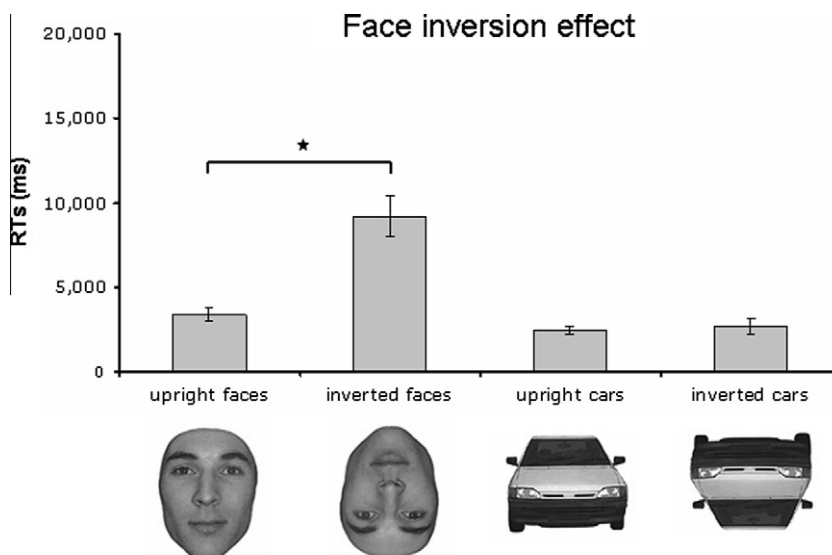 Face inversion effect
20,000
15,000
10,000
5,000
0
RTs (ms)
★
upright faces
inverted faces
upright cars
inverted cars